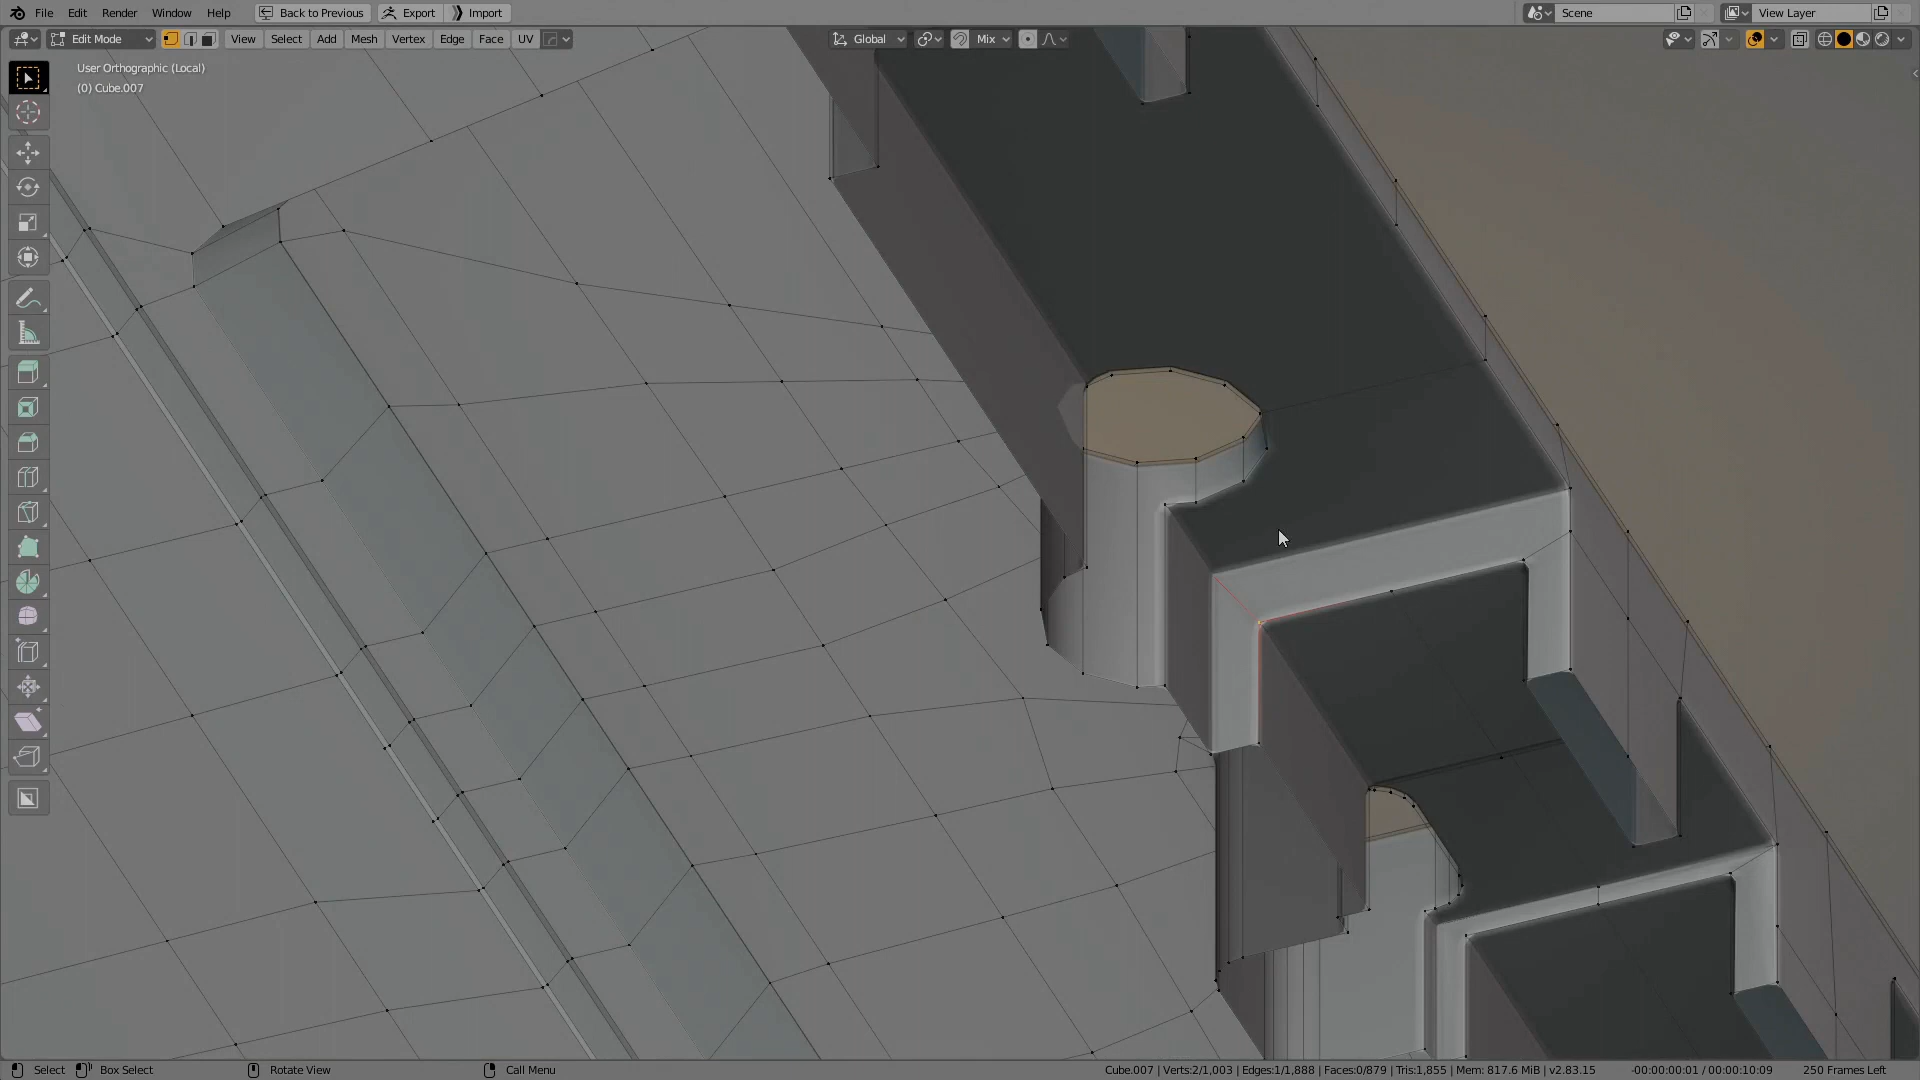 File Edit Render Window Help Back to Previous Export Import Scene View Layer
Edit Mode View Select Add Mesh Vertex Edge Face UV Global Mix
User Orthographic (Local)
(0) Cube.007
Select Box Select Rotate View Call Menu Cube.007 | Verts:2/1,003 | Edges:1/1,888 | Faces:0/879 | Tris:1,855 | Mem: 817.6 MiB | v2.83.15 -00:00:00:01 / 00:00:10:09 250 Frames Left